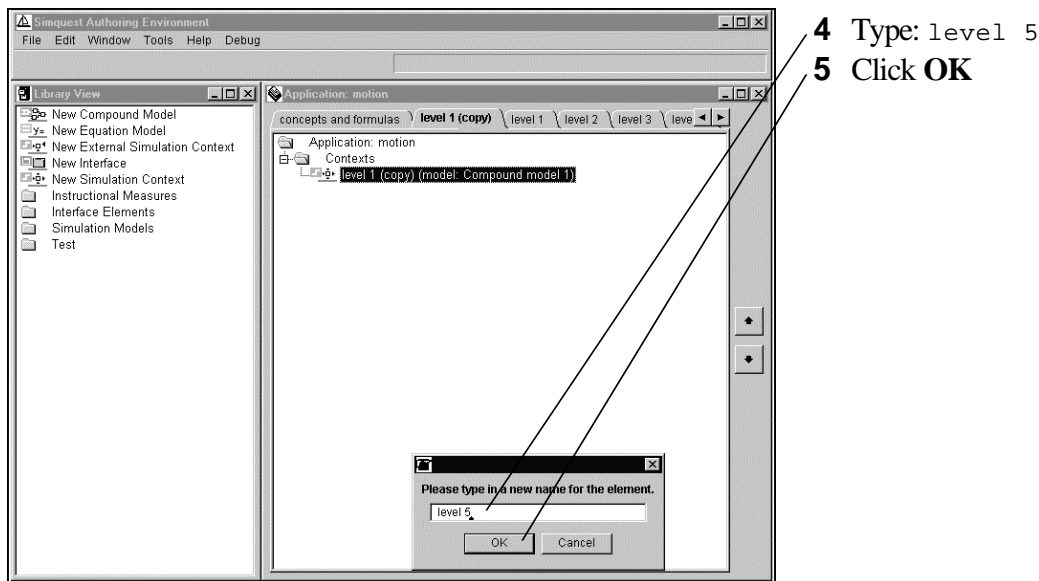 Simquest Authoring Environment
File Edit Window Tools Help Debug
Library View
New Compound Model
y= New Equation Model
New External Simulation Context
New Interface
New Simulation Context
Instructional Measures
Interface Elements
Simulation Models
Test
Application: motion
concepts and formulas level 1 (copy) level 1 level 2 level 3 leve
Application: motion
Contexts
level 1 (copy) (model: Compound model 1)
Please type in a new name for the element.
level 5
OK Cancel
4 Type: level 5
5 Click OK